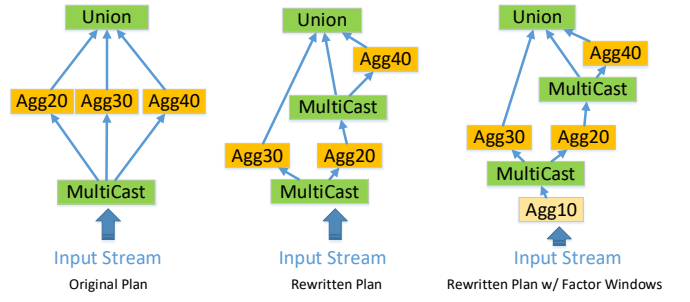 Union
Agg20 Agg30 Agg40
MultiCast
Input Stream
Original Plan
Union
Agg40
MultiCast
Agg30 Agg20
MultiCast
Input Stream
Rewritten Plan
Union
Agg40
MultiCast
Agg30 Agg20
MultiCast
Agg10
Input Stream
Rewritten Plan w/ Factor Windows